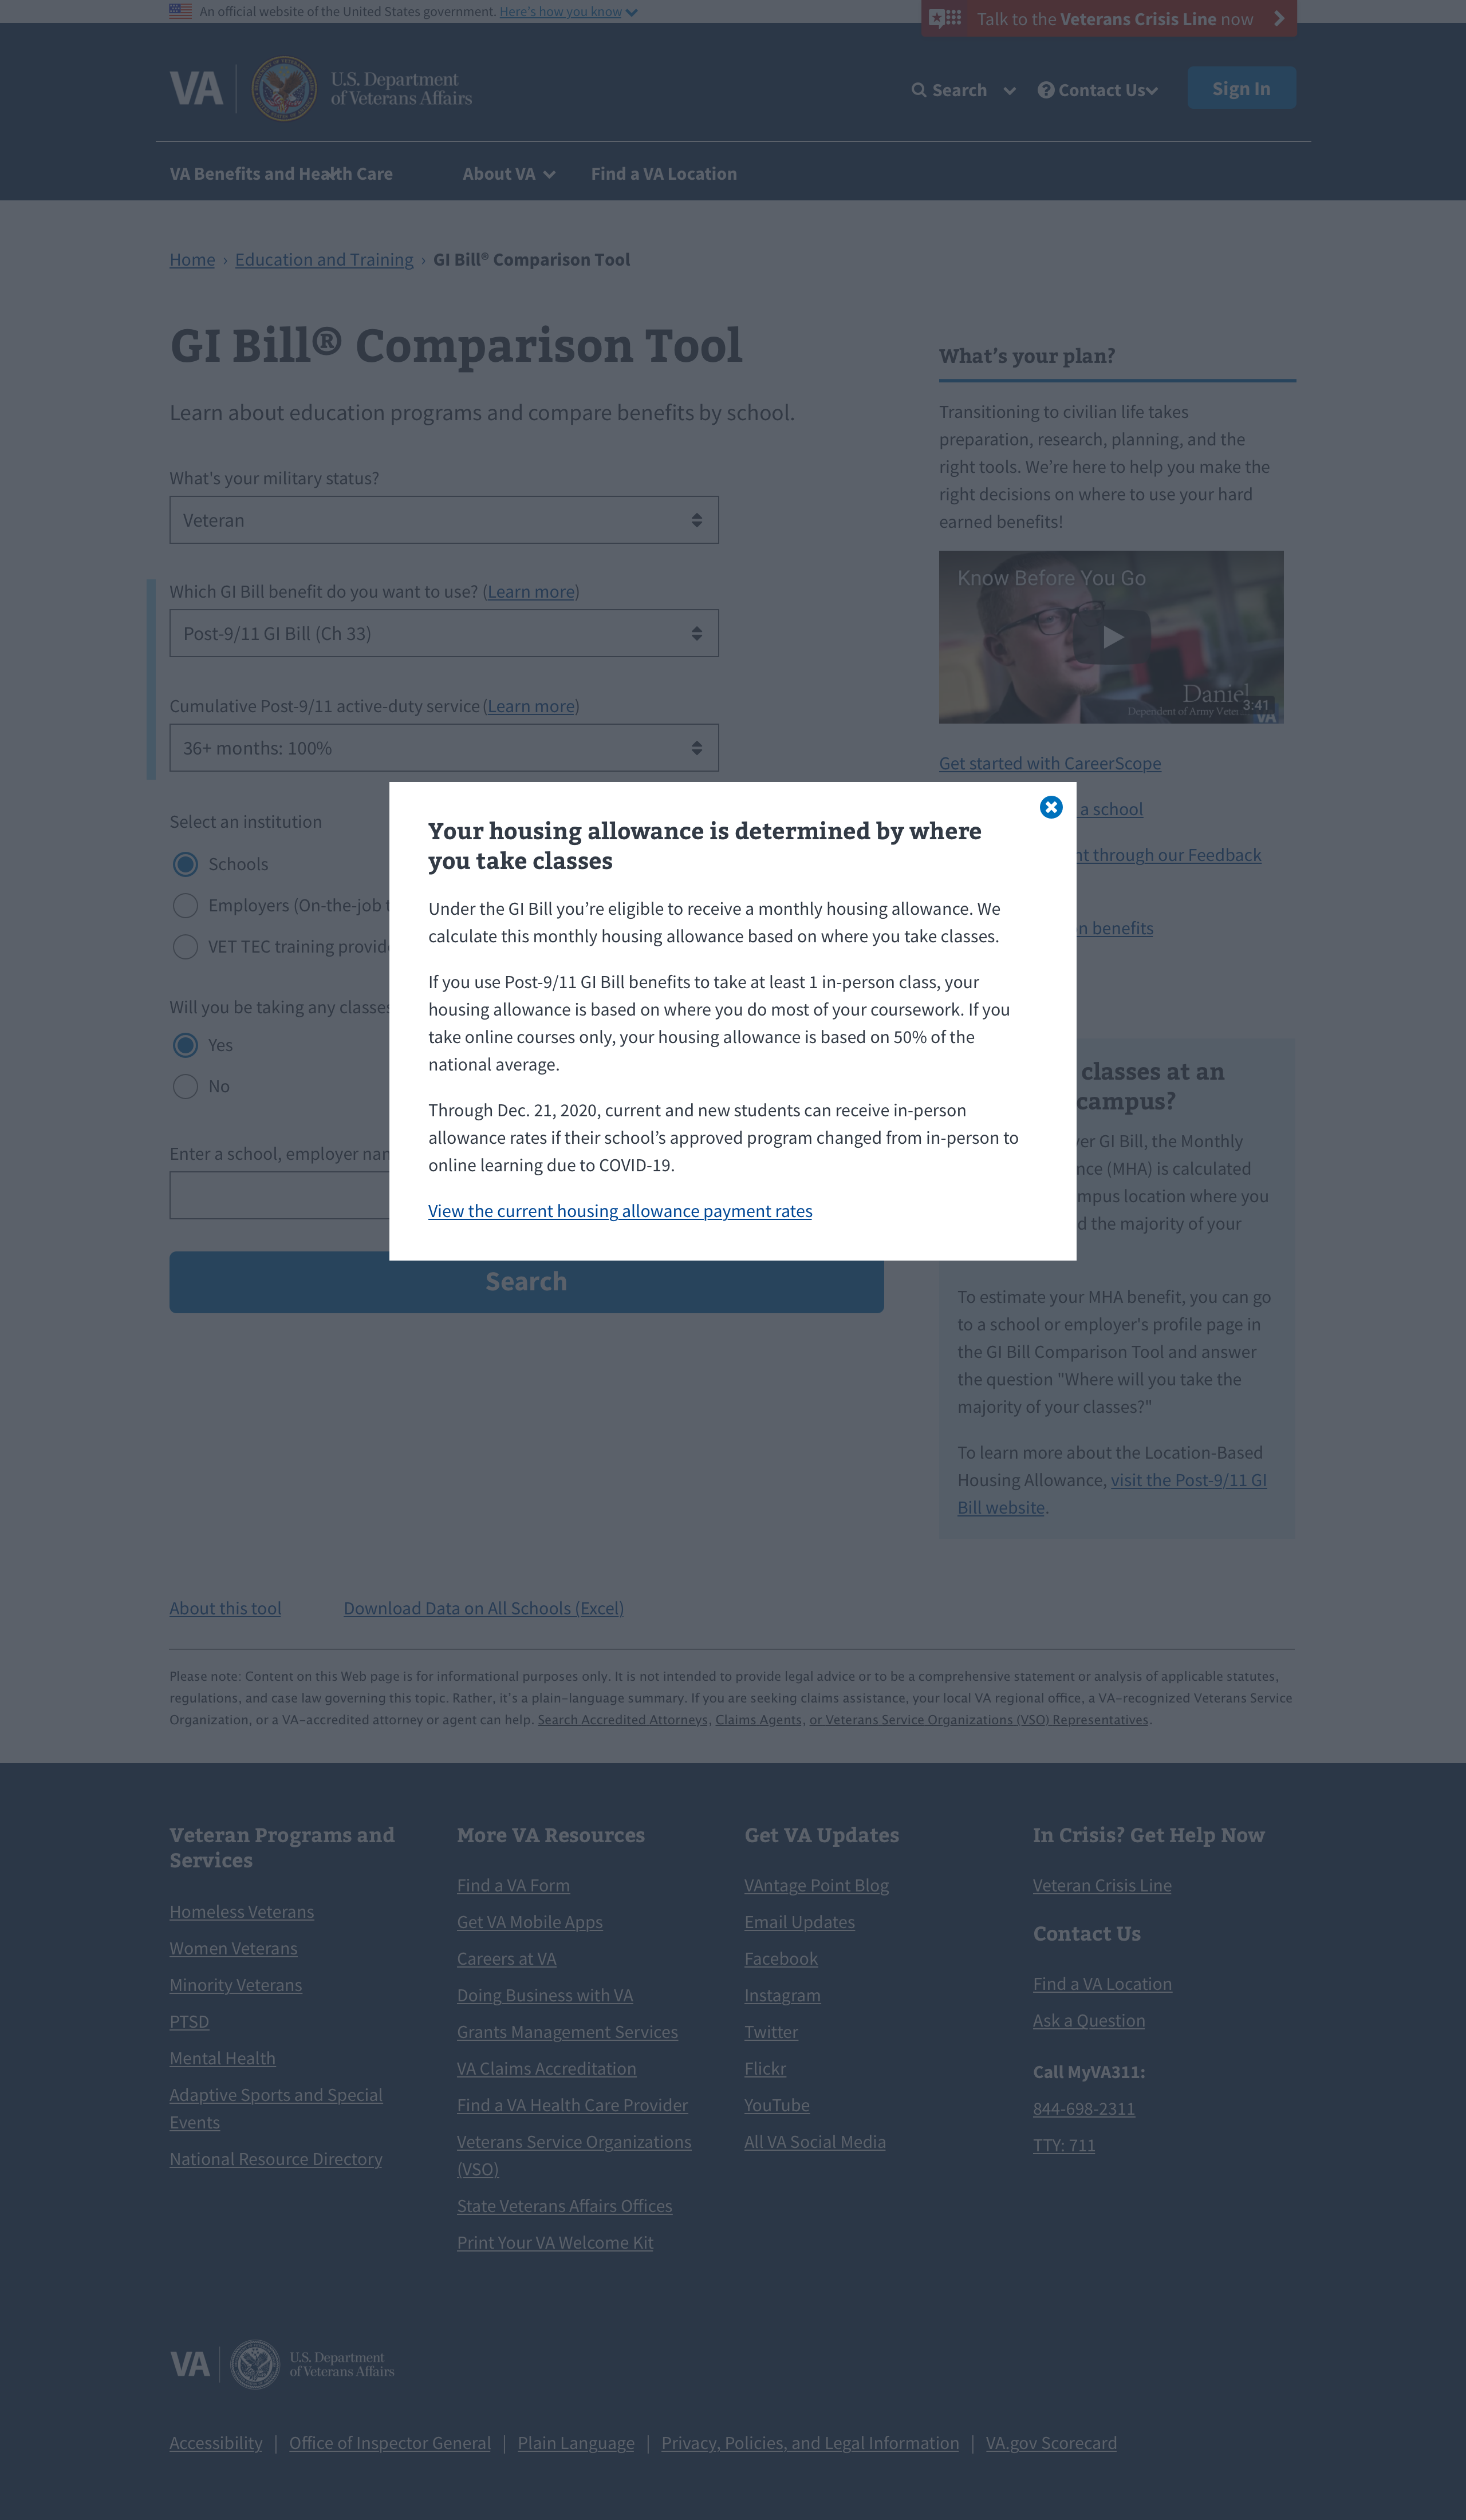 An official website of the United States government. Here's how you know
Talk to the Veterans Crisis Line now
VA
U.S. Department
of Veterans Affairs
Search
Contact Us
Sign In
VA Benefits and Health Care
About VA
Find a VA Location
Home › Education and Training › GI Bill® Comparison Tool
GI Bill® Comparison Tool
Learn about education programs and compare benefits by school.
What's your military status?
Veteran
Which GI Bill benefit do you want to use? (Learn more)
Post-9/11 GI Bill (Ch 33)
Cumulative Post-9/11 active-duty service (Learn more)
36+ months: 100%
Select an institution
Schools
Employers (On-the-job
VET TEC training
Will you be taking any classes
Yes
No
Enter a school, employer
Search
What's your plan?
Transitioning to civilian life takes
preparation, research, planning, and the
right tools. We're here to help you make the
right decisions on where to use your hard
earned benefits!
Know Before You Go
Daniel
Dependent of Army Veter
3:41
VA
Get started with CareerScope
a school
through our Feedback
benefits
Your housing allowance is determined by where
you take classes
Under the GI Bill you're eligible to receive a monthly housing allowance. We
calculate this monthly housing allowance based on where you take classes.
If you use Post-9/11 GI Bill benefits to take at least 1 in-person class, your
housing allowance is based on where you do most of your coursework. If you
take online courses only, your housing allowance is based on 50% of the
national average.
Through Dec. 21, 2020, current and new students can receive in-person
allowance rates if their school's approved program changed from in-person to
online learning due to COVID-19.
View the current housing allowance payment rates
classes at an
campus?
GI Bill, the Monthly
(MHA) is calculated
location where you
the majority of your
To estimate your MHA benefit, you can go
to a school or employer's profile page in
the GI Bill Comparison Tool and answer
the question "Where will you take the
majority of your classes?"
To learn more about the Location-Based
Housing Allowance, visit the Post-9/11 GI
Bill website.
About this tool
Download Data on All Schools (Excel)
Please note: Content on this Web page is for informational purposes only. It is not intended to provide legal advice or to be a comprehensive statement or analysis of applicable statutes,
regulations, and case law governing this topic. Rather, it's a plain-language summary. If you are seeking claims assistance, your local VA regional office, a VA-recognized Veterans Service
Organization, or a VA-accredited attorney or agent can help. Search Accredited Attorneys, Claims Agents, or Veterans Service Organizations (VSO) Representatives.
Veteran Programs and
Services
Homeless Veterans
Women Veterans
Minority Veterans
PTSD
Mental Health
Adaptive Sports and Special
Events
National Resource Directory
More VA Resources
Find a VA Form
Get VA Mobile Apps
Careers at VA
Doing Business with VA
Grants Management Services
VA Claims Accreditation
Find a VA Health Care Provider
Veterans Service Organizations
(VSO)
State Veterans Affairs Offices
Print Your VA Welcome Kit
Get VA Updates
VAntage Point Blog
Email Updates
Facebook
Instagram
Twitter
Flickr
YouTube
All VA Social Media
In Crisis? Get Help Now
Veteran Crisis Line
Contact Us
Find a VA Location
Ask a Question
Call MyVA311:
844-698-2311
TTY: 711
VA
U.S. Department
of Veterans Affairs
Accessibility | Office of Inspector General | Plain Language | Privacy, Policies, and Legal Information | VA.gov Scorecard